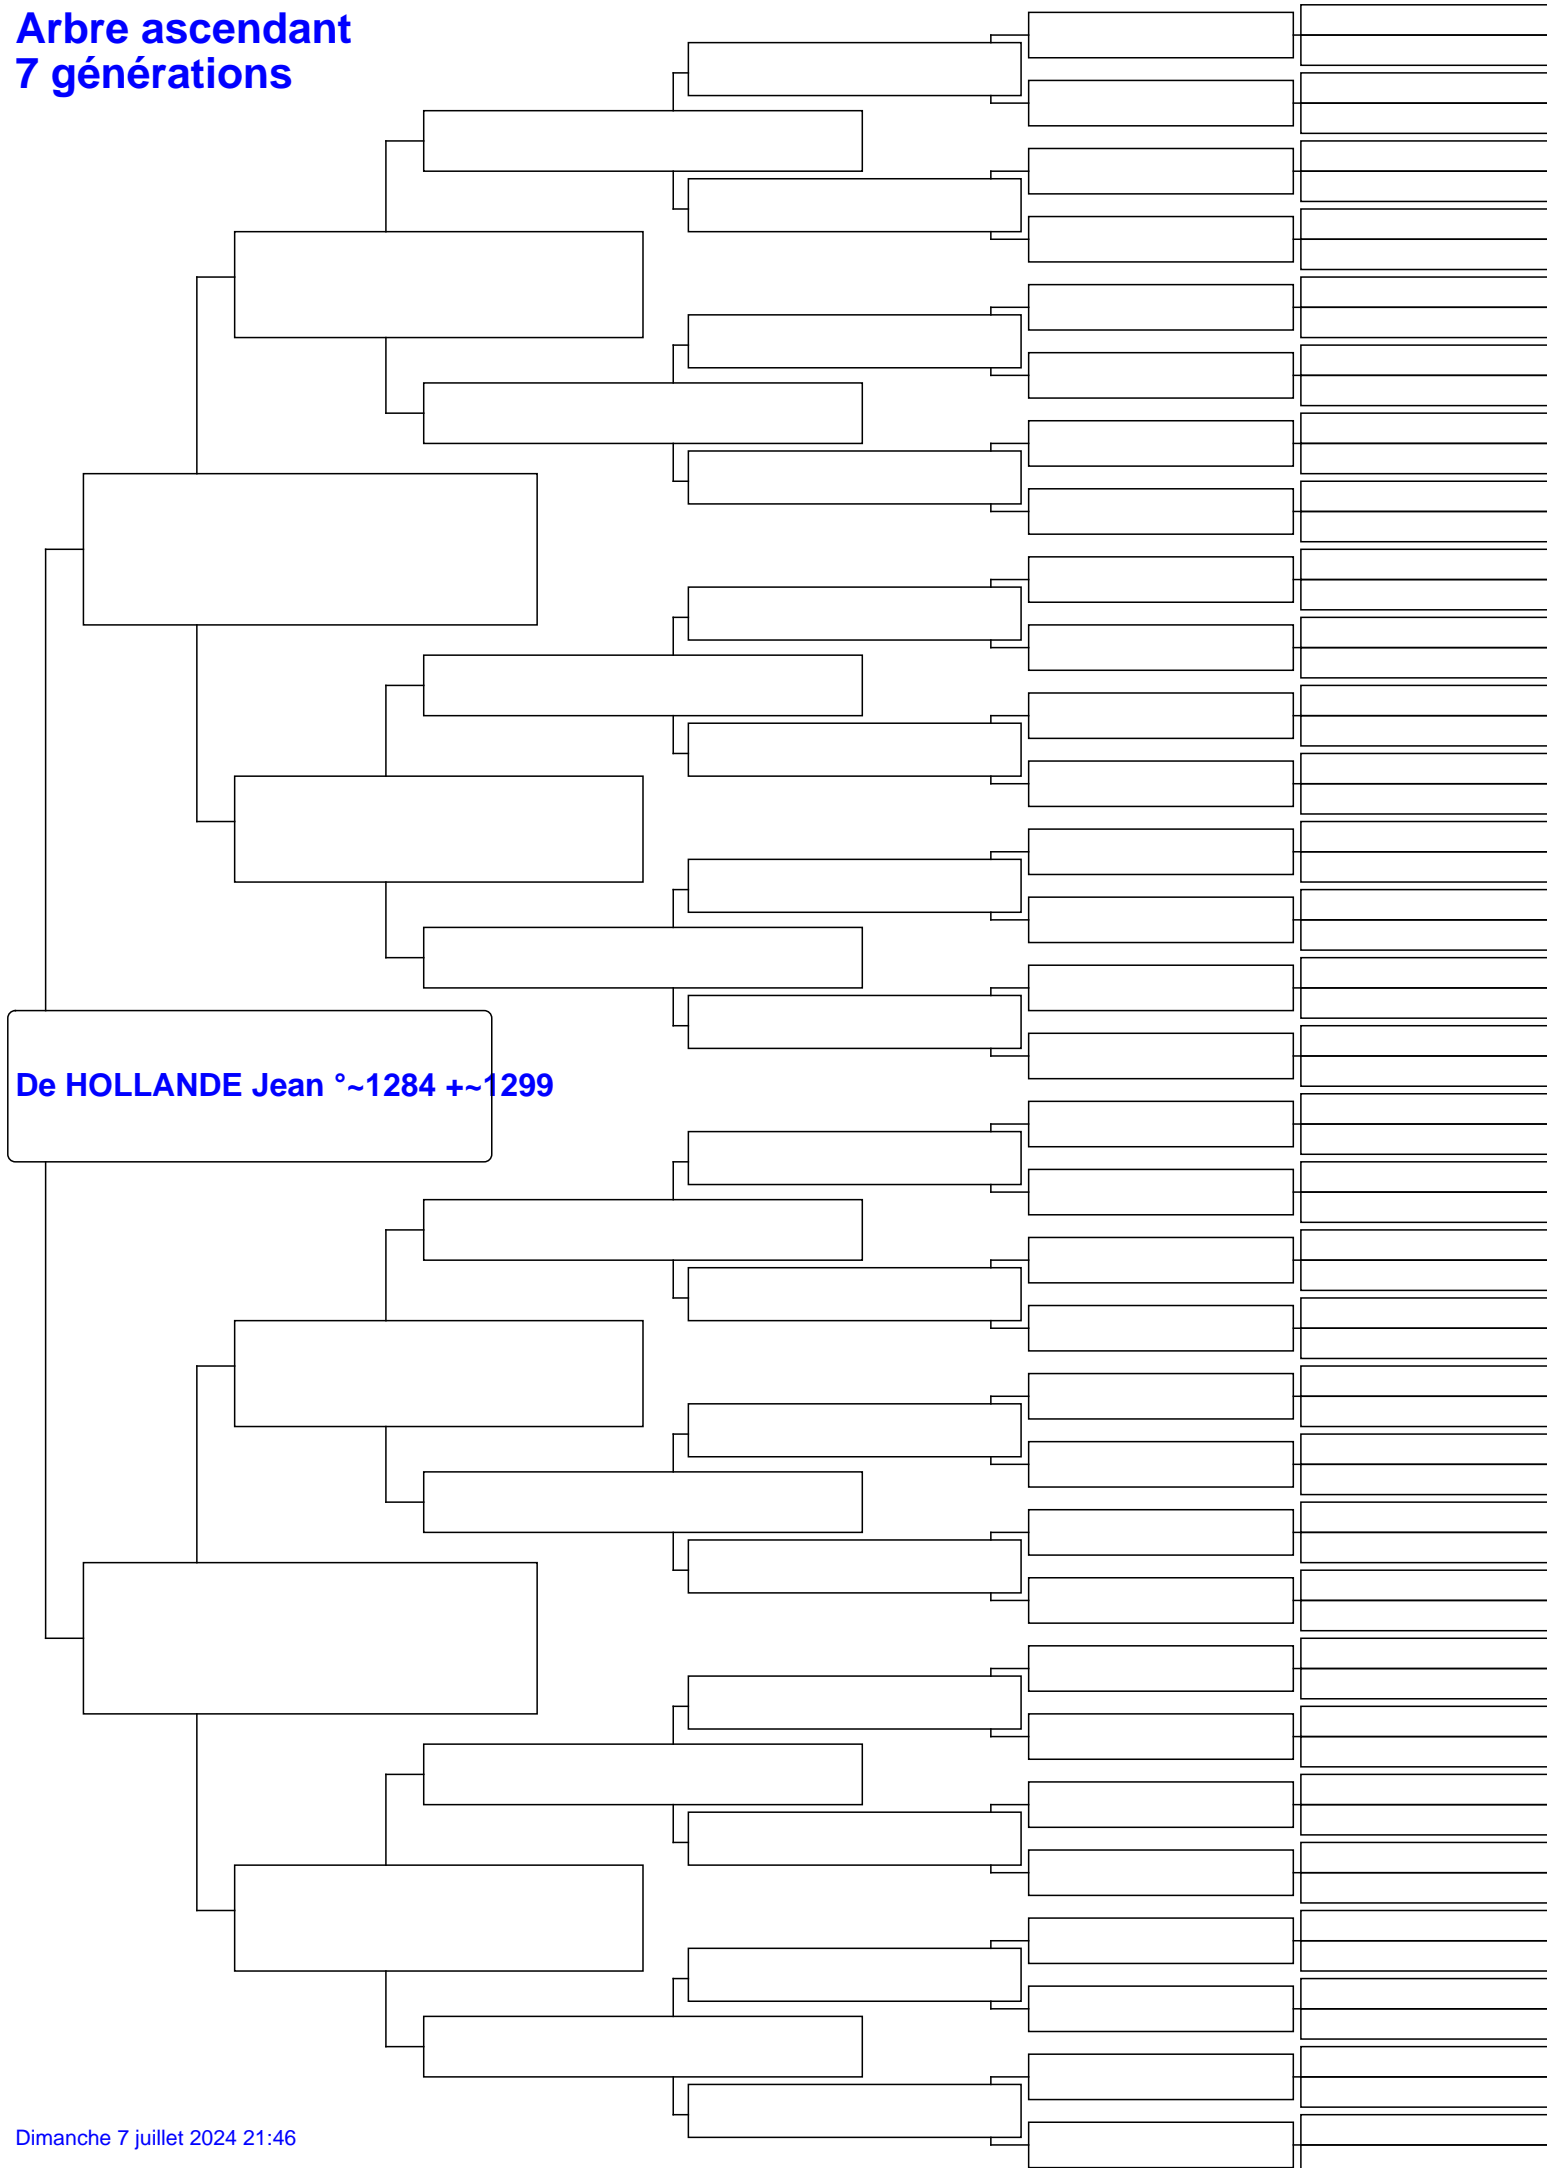 Arbre ascendant
7 générations
De HOLLANDE Jean °~1284 +~1299
Dimanche 7 juillet 2024 21:46